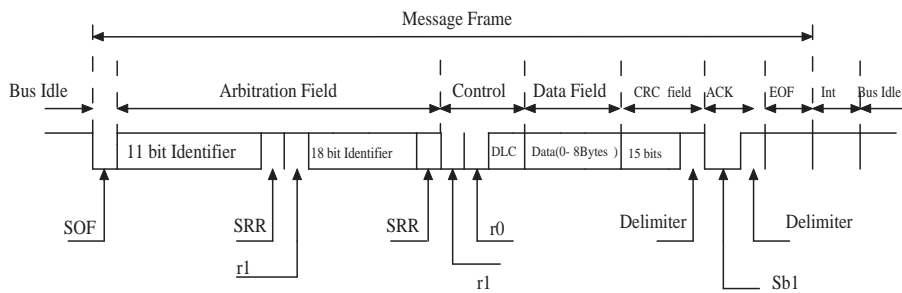 Message Frame
Bus Idle Arbitration Field Control Data Field CRC field ACK EOF Int Bus Idle
11 bit Identifier 18 bit Identifier DLC Data(0- 8Bytes ) 15 bits
SOF SRR SRR r0 Delimiter Delimiter
r1 r1 Sb1